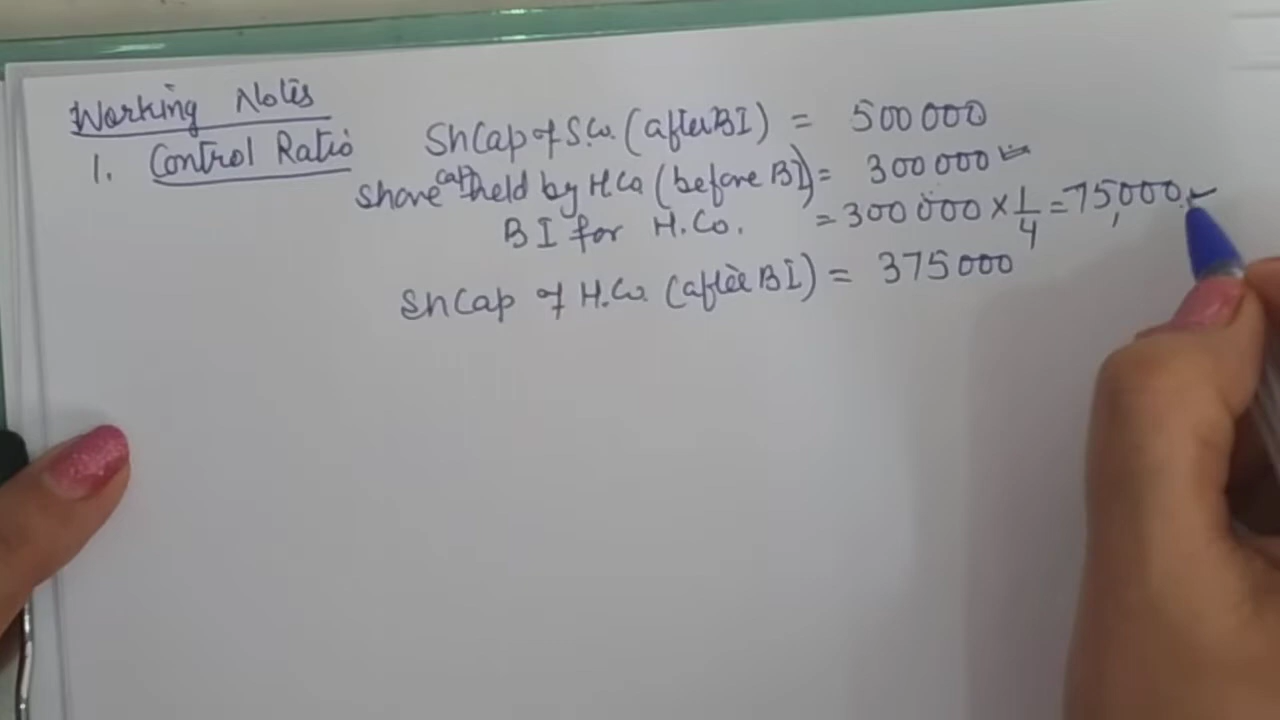 Working Notes
1. Control Ratio
ShCap of S.Co. (after BI) = 500000
Share cap held by H.Co (before BI) = 300000
BI for H.Co. = 300000 × 1/4 = 75,000
ShCap of H.Co. (after BI) = 375000